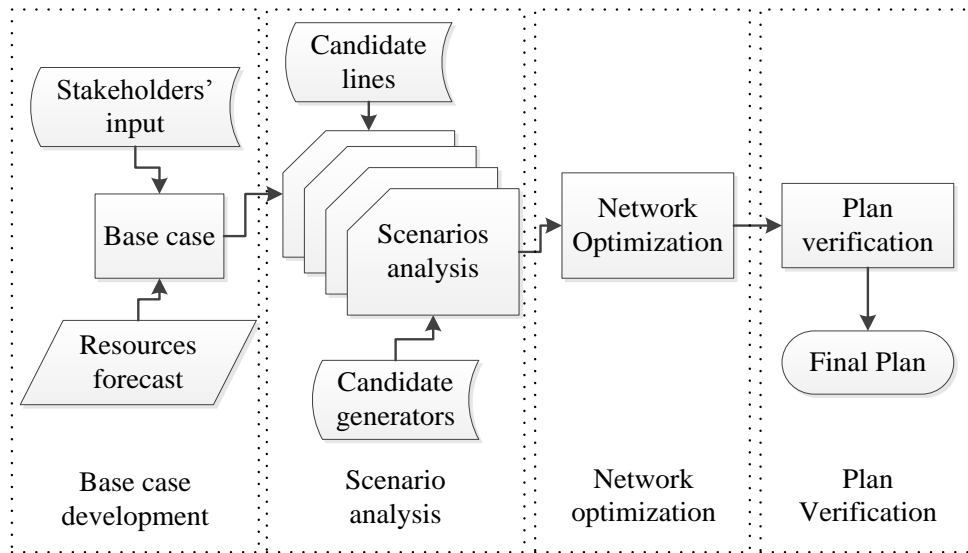 Stakeholders’
input
Base case
Resources
forecast
Base case
development
Candidate
lines
Scenarios
analysis
Candidate
generators
Scenario
analysis
Network
Optimization
Network
optimization
Plan
verification
Final Plan
Plan
Verification